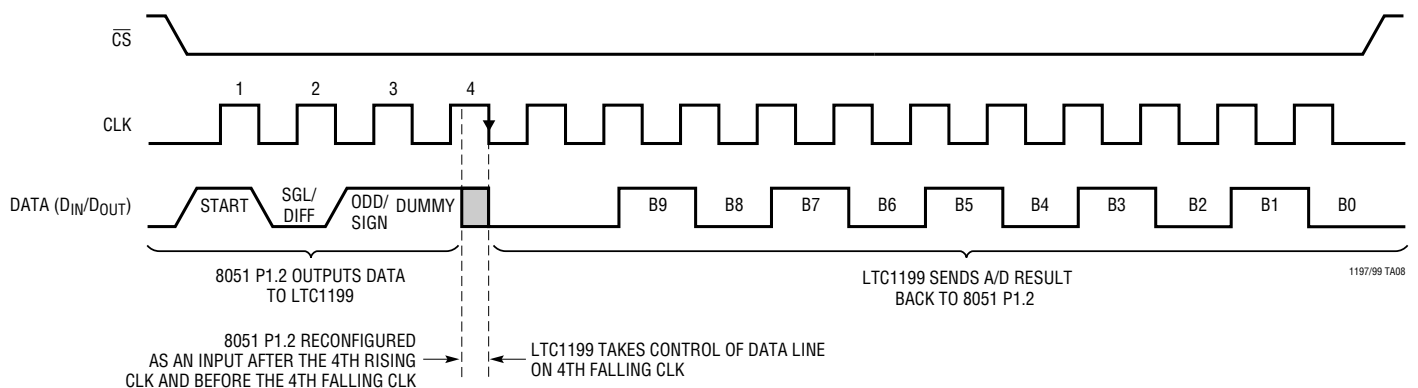 CS
1 2 3 4
CLK
DATA (DIN/DOUT)
START
SGL/
DIFF
ODD/
SIGN
DUMMY
B9 B8 B7 B6 B5 B4 B3 B2 B1 B0
8051 P1.2 OUTPUTS DATA
TO LTC1199
LTC1199 SENDS A/D RESULT
BACK TO 8051 P1.2
1197/99 TA08
8051 P1.2 RECONFIGURED
AS AN INPUT AFTER THE 4TH RISING
CLK AND BEFORE THE 4TH FALLING CLK
LTC1199 TAKES CONTROL OF DATA LINE
ON 4TH FALLING CLK